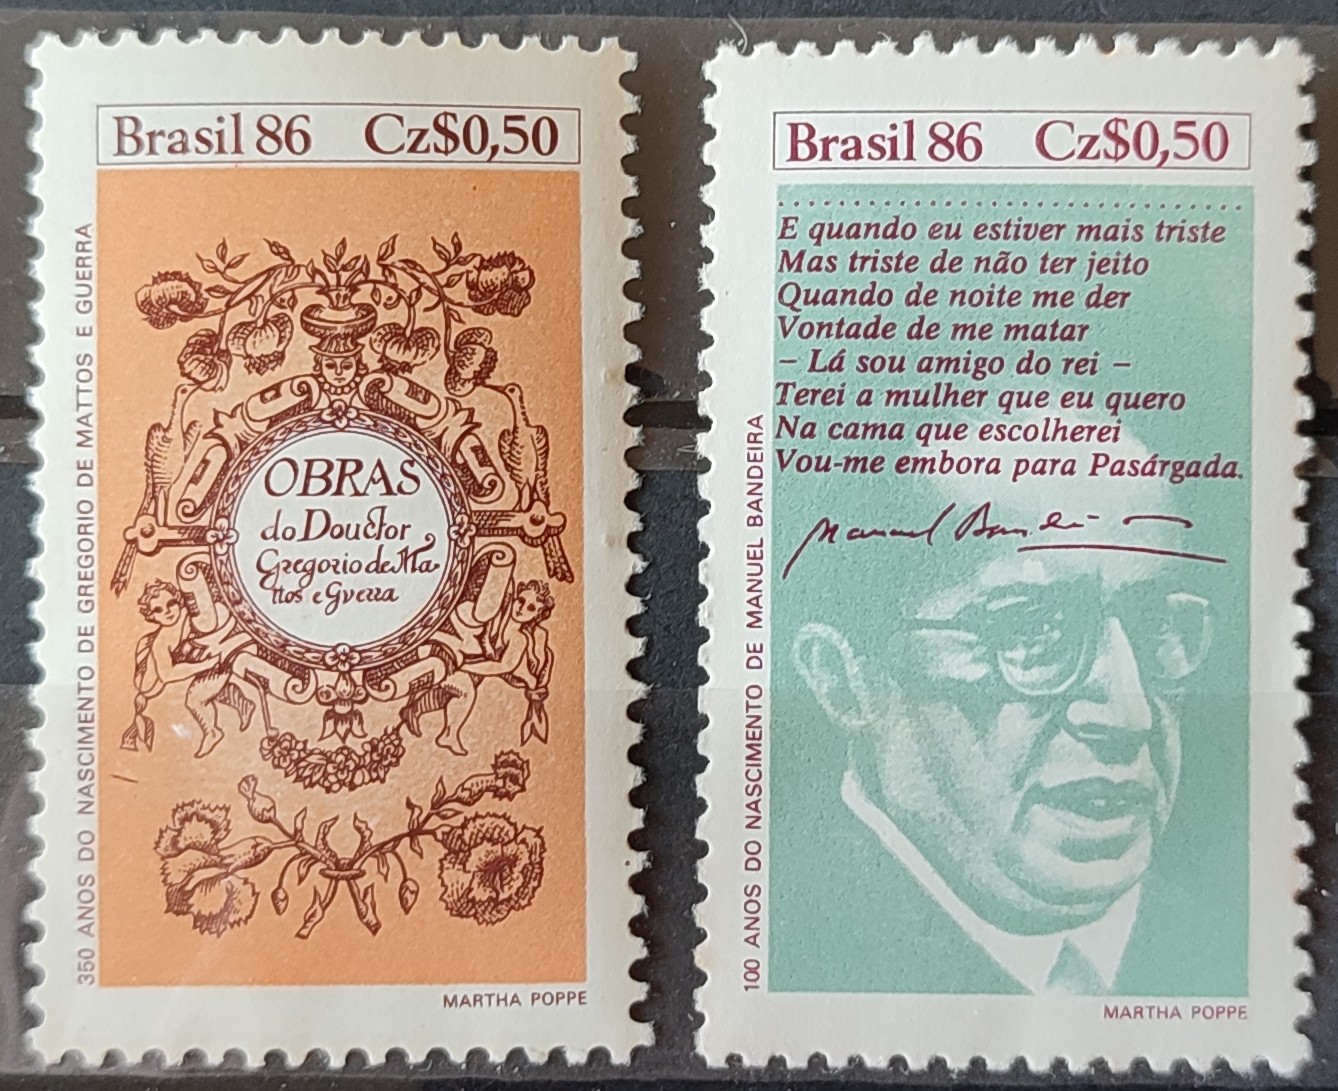 Brasil 86 Cz$0,50
350 ANOS DO NASCIMENTO DE GREGORIO DE MATTOS E GUERRA
OBRAS
do Douctor
Gregorio de Ma-
ttos e Guerra
MARTHA POPPE
Brasil 86 Cz$0,50
100 ANOS DO NASCIMENTO DE MANUEL BANDEIRA
E quando eu estiver mais triste
Mas triste de não ter jeito
Quando de noite me der
Vontade de me matar
– Lá sou amigo do rei –
Terei a mulher que eu quero
Na cama que escolherei
Vou-me embora para Pasárgada.
Manuel Bandeira
MARTHA POPPE